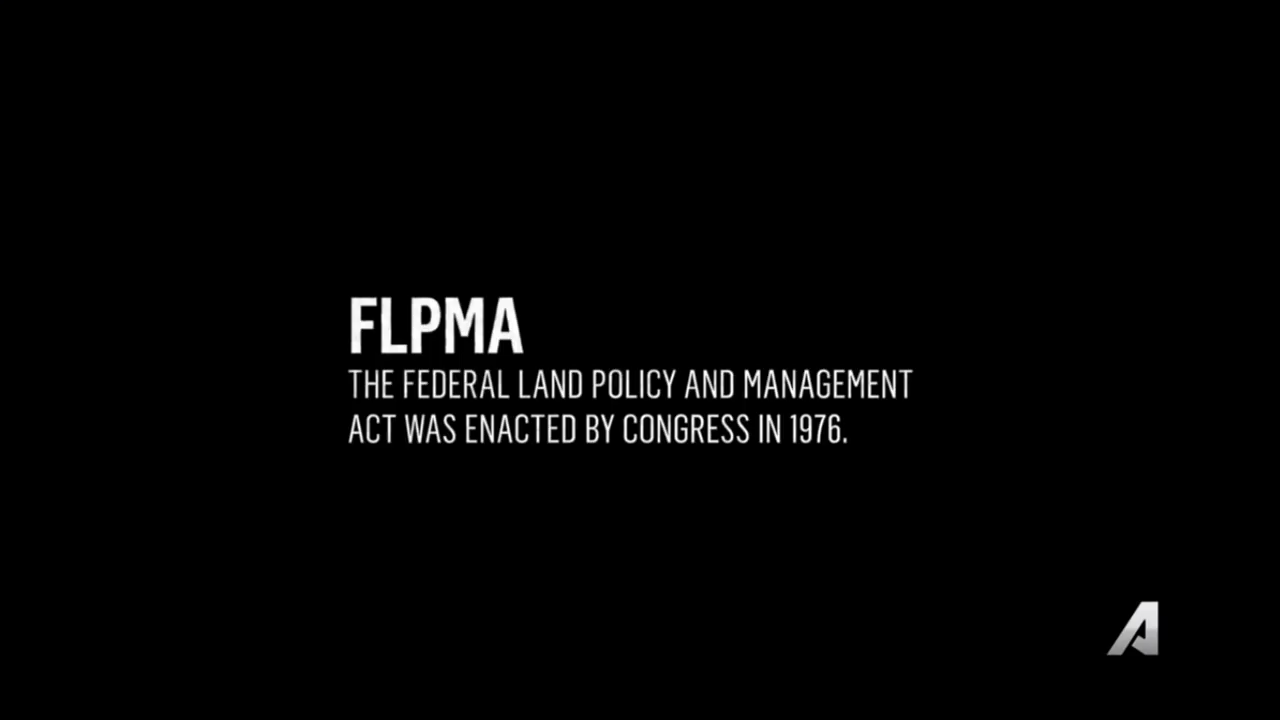 FLPMA
THE FEDERAL LAND POLICY AND MANAGEMENT
ACT WAS ENACTED BY CONGRESS IN 1976.
A